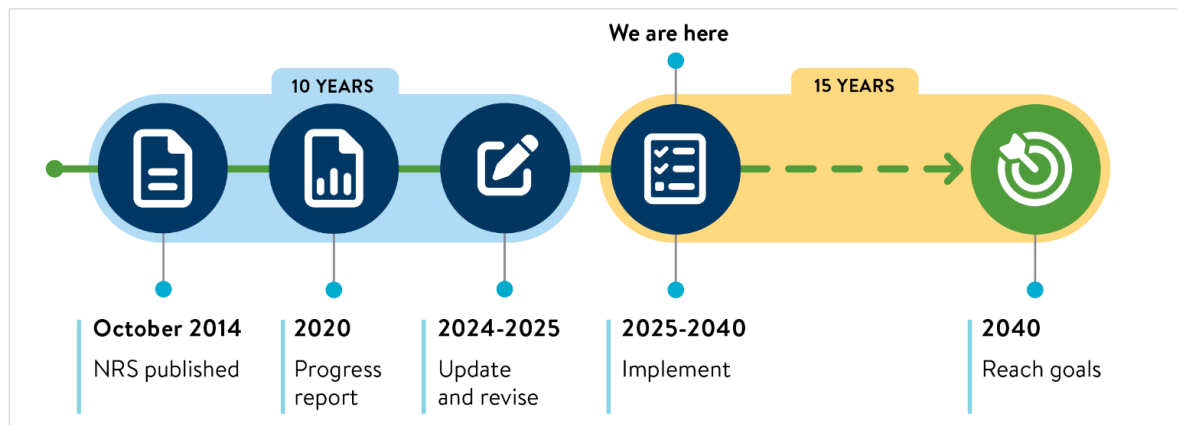 We are here
10 YEARS
15 YEARS
October 2014
NRS published
2020
Progress
report
2024-2025
Update
and revise
2025-2040
Implement
2040
Reach goals